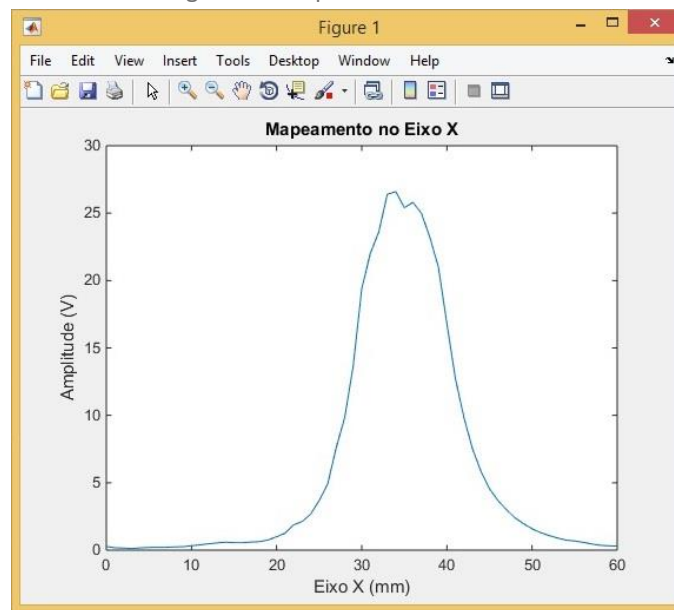 Figure 1
File Edit View Insert Tools Desktop Window Help
Mapeamento no Eixo X
30
25
20
15
10
5
0
Amplitude (V)
0 10 20 30 40 50 60
Eixo X (mm)